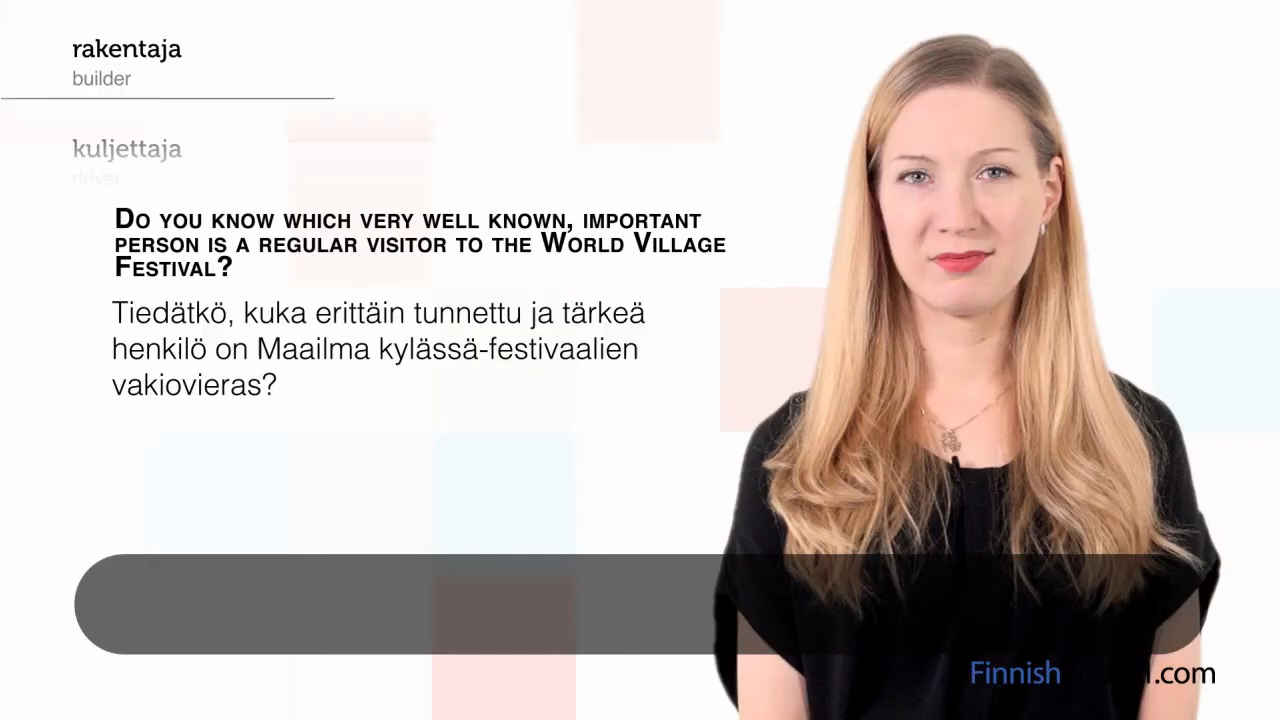 rakentaja
builder
kuljettaja
driver
Do you know which very well known, important
person is a regular visitor to the World Village
Festival?
Tiedätkö, kuka erittäin tunnettu ja tärkeä
henkilö on Maailma kylässä-festivaalien
vakiovieras?
Finnish .com